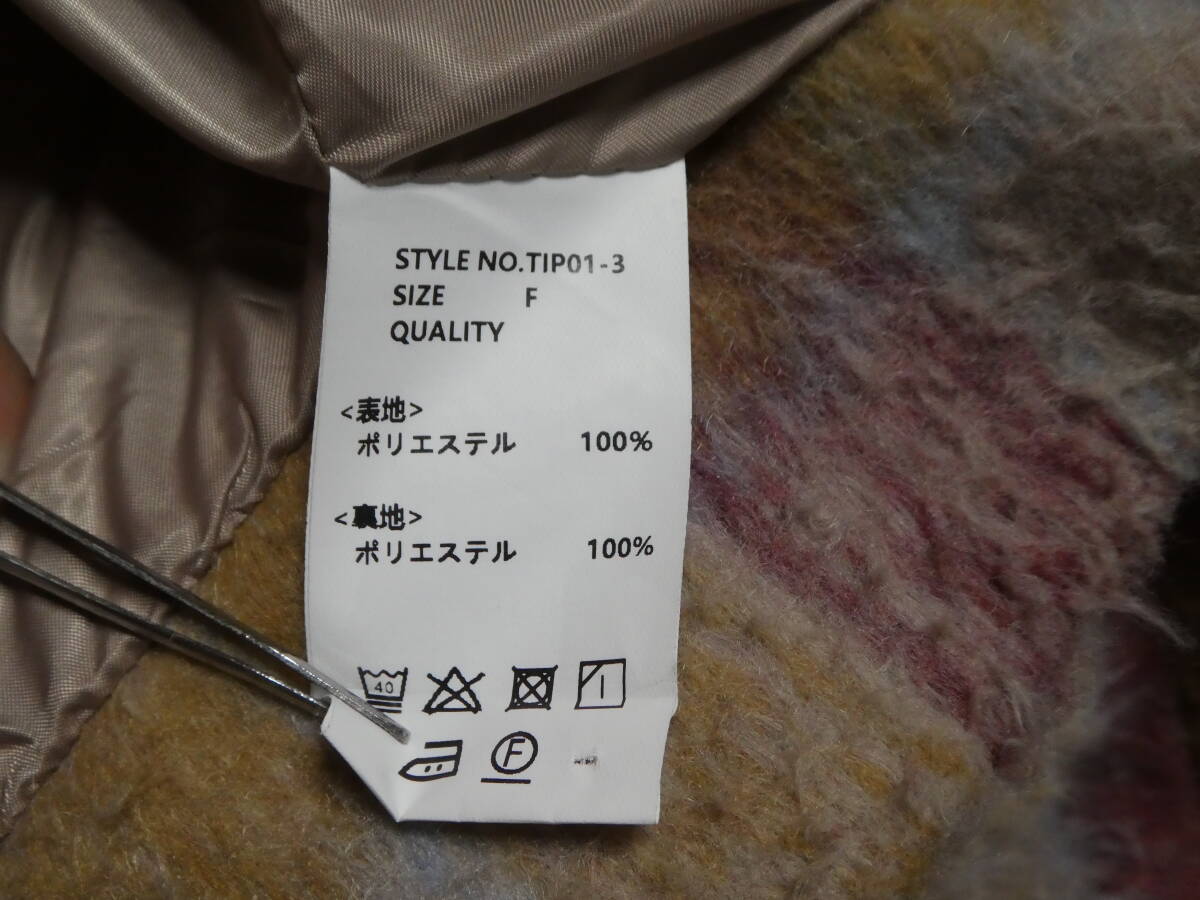 STYLE NO.TIP01-3
SIZE F
QUALITY
<表地>
ポリエステル 100%
<裏地>
ポリエステル 100%
40
F